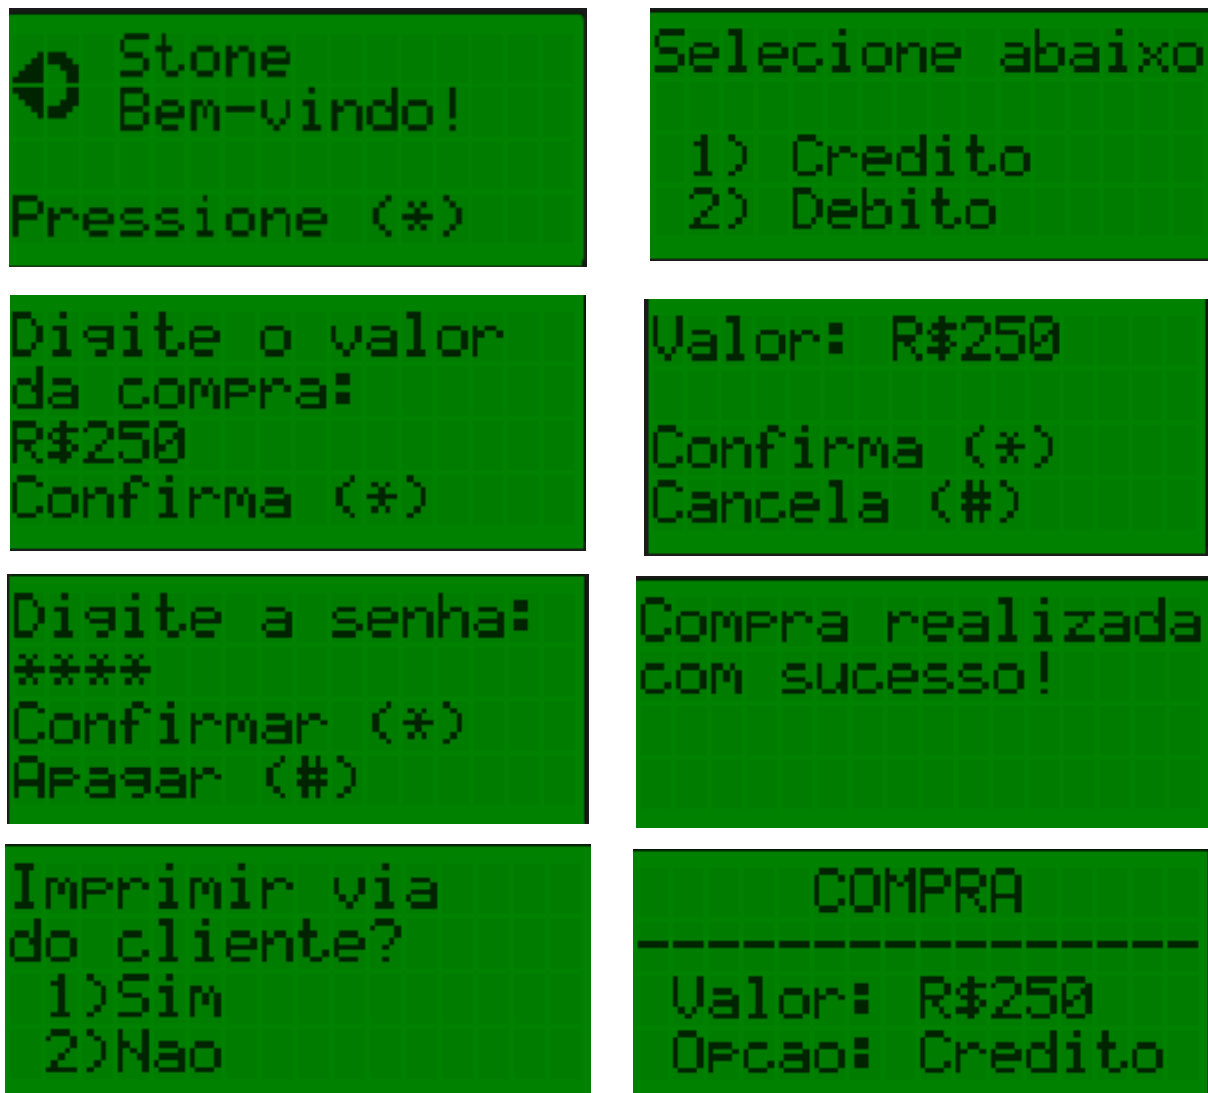 Stone
Bem-vindo!
Pressione (*)
Selecione abaixo
1) Credito
2) Debito
Digite o valor
da compra:
R$250
Confirma (*)
Valor: R$250
Confirma (*)
Cancela (#)
Digite a senha:
****
Confirmar (*)
Apagar (#)
Compra realizada
com sucesso!
Imprimir via
do cliente?
1)Sim
2)Nao
COMPRA
----------------
Valor: R$250
Opcao: Credito